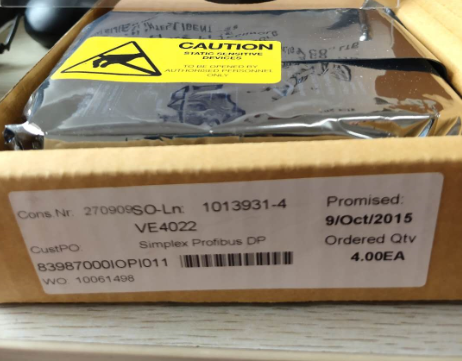 CAUTION
STATIC SENSITIVE
DEVICES
TO BE OPENED BY
AUTHORISED PERSONNEL
ONLY
Cons.Nr: 270909 SO-Ln: 1013931-4
Promised:
VE4022
9/Oct/2015
CustPO
Simplex Profibus DP
Ordered Qty
83987000IOPI011
4.00EA
WO 10061498